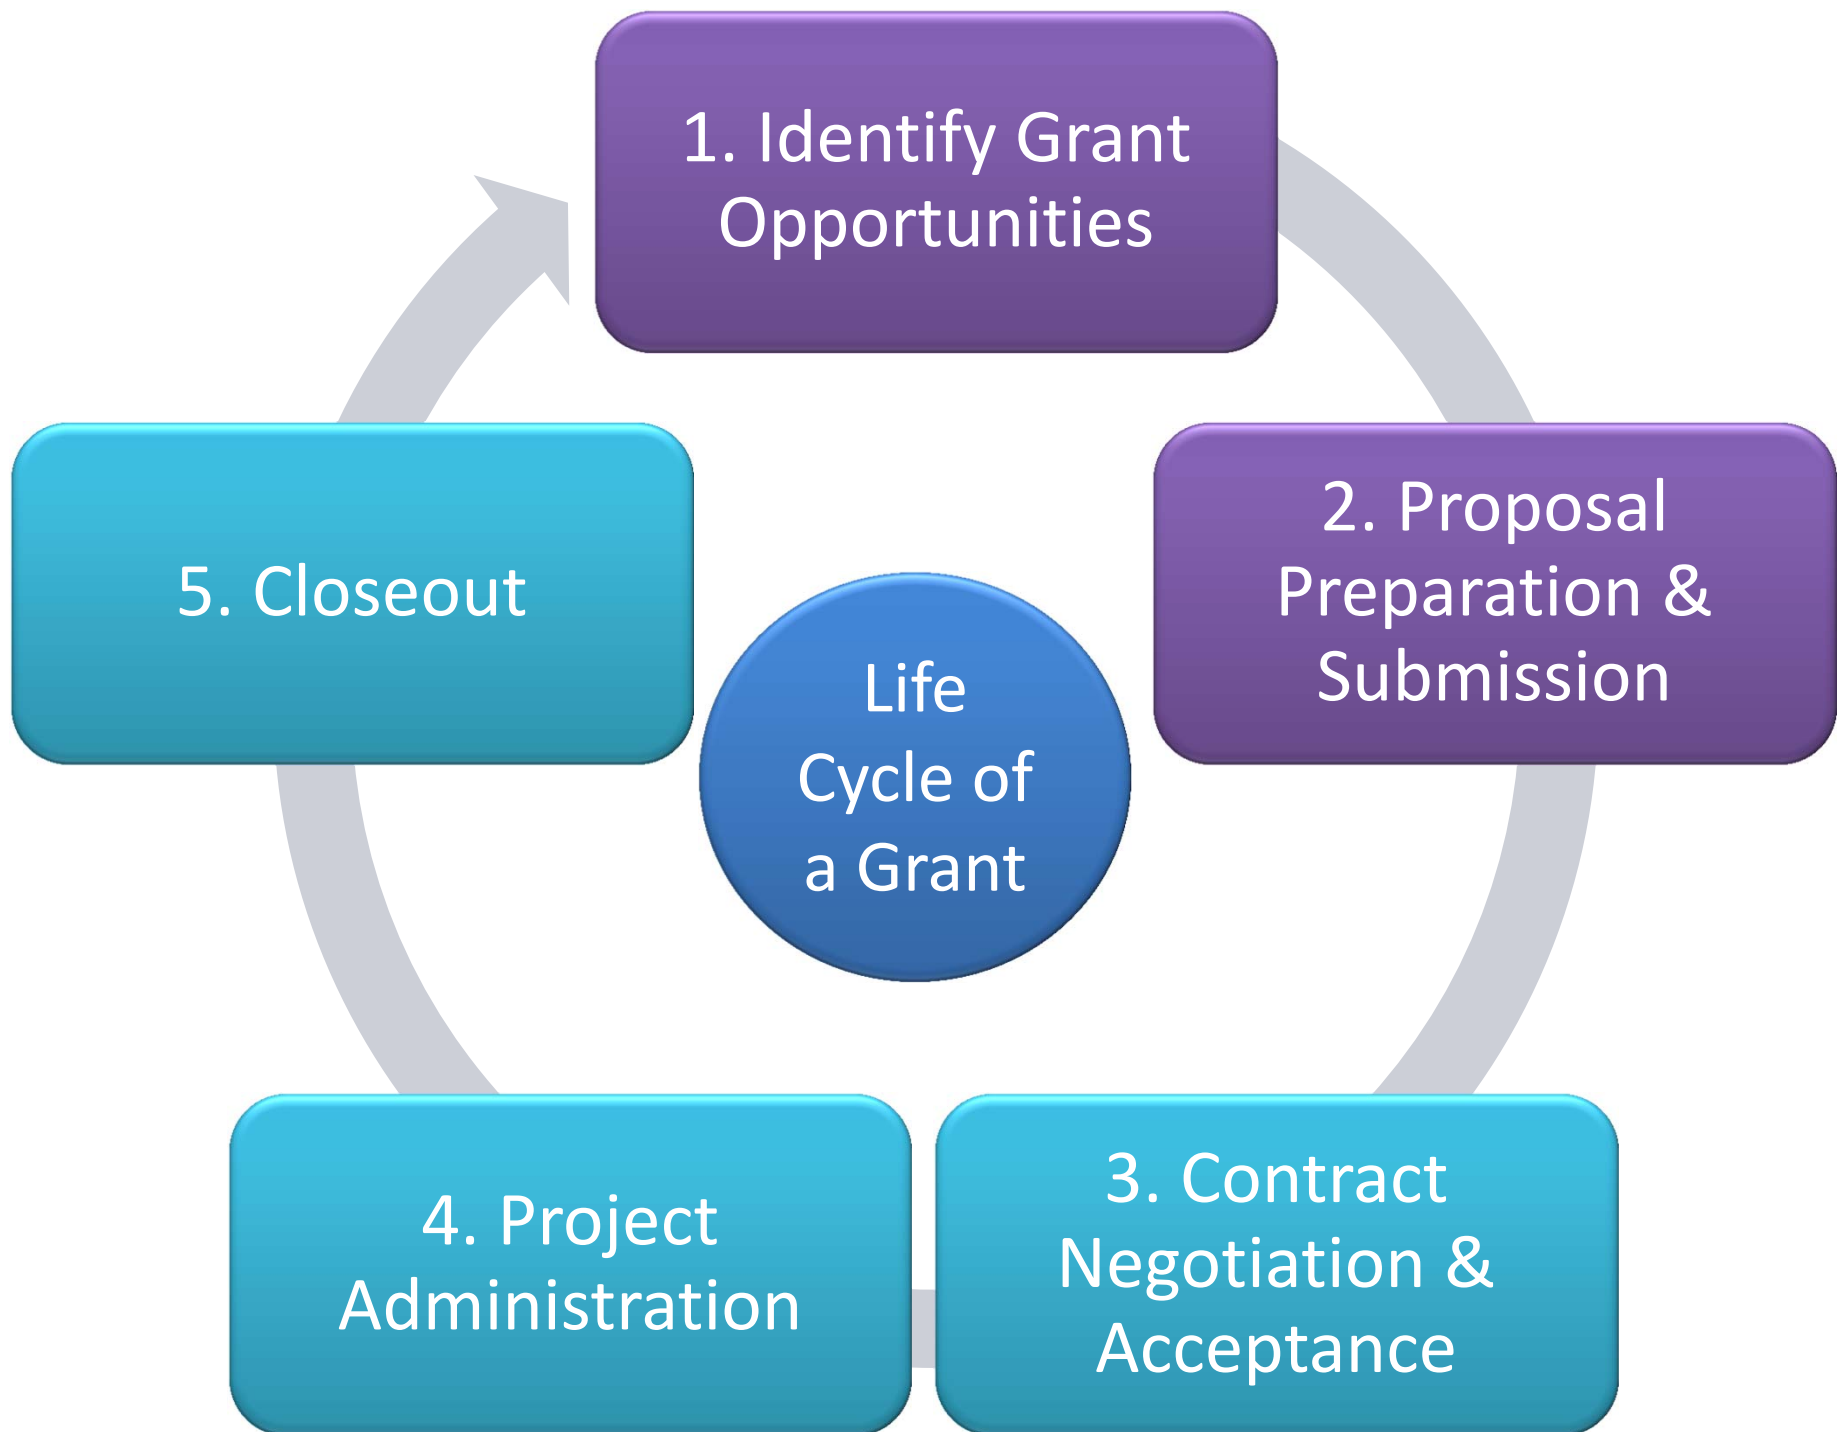 1. Identify Grant
Opportunities
2. Proposal
Preparation &
Submission
3. Contract
Negotiation &
Acceptance
4. Project
Administration
5. Closeout
Life
Cycle of
a Grant